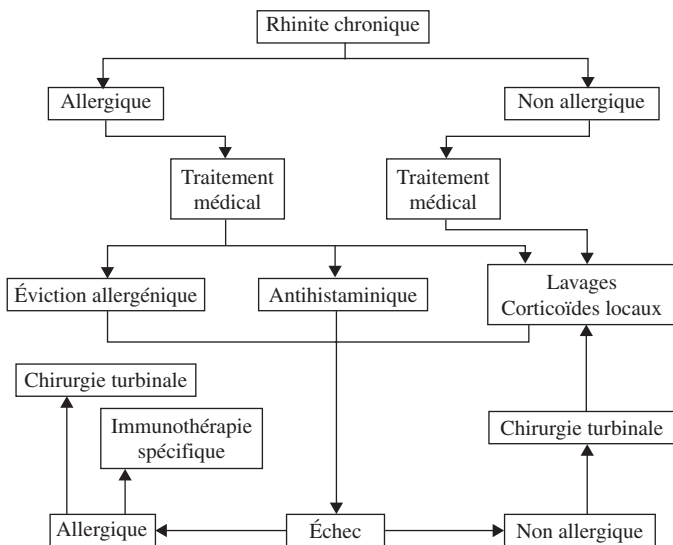 Rhinite chronique
Allergique
Non allergique
Traitement
médical
Traitement
médical
Éviction allergénique
Antihistaminique
Lavages
Corticoïdes locaux
Chirurgie turbinale
Immunothérapie
spécifique
Chirurgie turbinale
Allergique
Échec
Non allergique